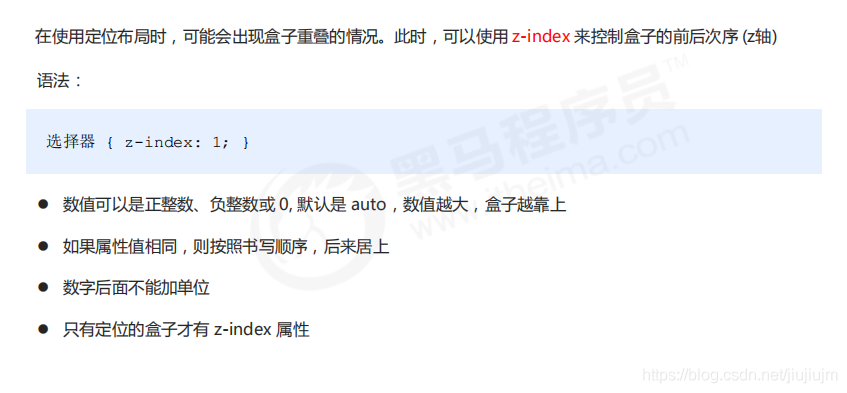 在使用定位布局时，可能会出现盒子重叠的情况。此时，可以使用 z-index 来控制盒子的前后次序 (z轴)
语法：
选择器 { z-index: 1; }
● 数值可以是正整数、负整数或 0, 默认是 auto，数值越大，盒子越靠上
● 如果属性值相同，则按照书写顺序，后来居上
● 数字后面不能加单位
● 只有定位的盒子才有 z-index 属性
黑马程序员™
www.itheima.com
https://blog.csdn.net/jiujiujm